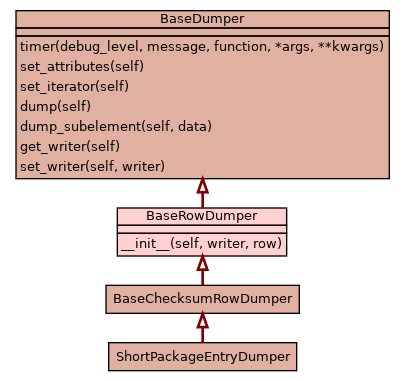 BaseDumper
timer(debug_level, message, function, *args, **kwargs)
set_attributes(self)
set_iterator(self)
dump(self)
dump_subelement(self, data)
get_writer(self)
set_writer(self, writer)
BaseRowDumper
__init__(self, writer, row)
BaseChecksumRowDumper
ShortPackageEntryDumper